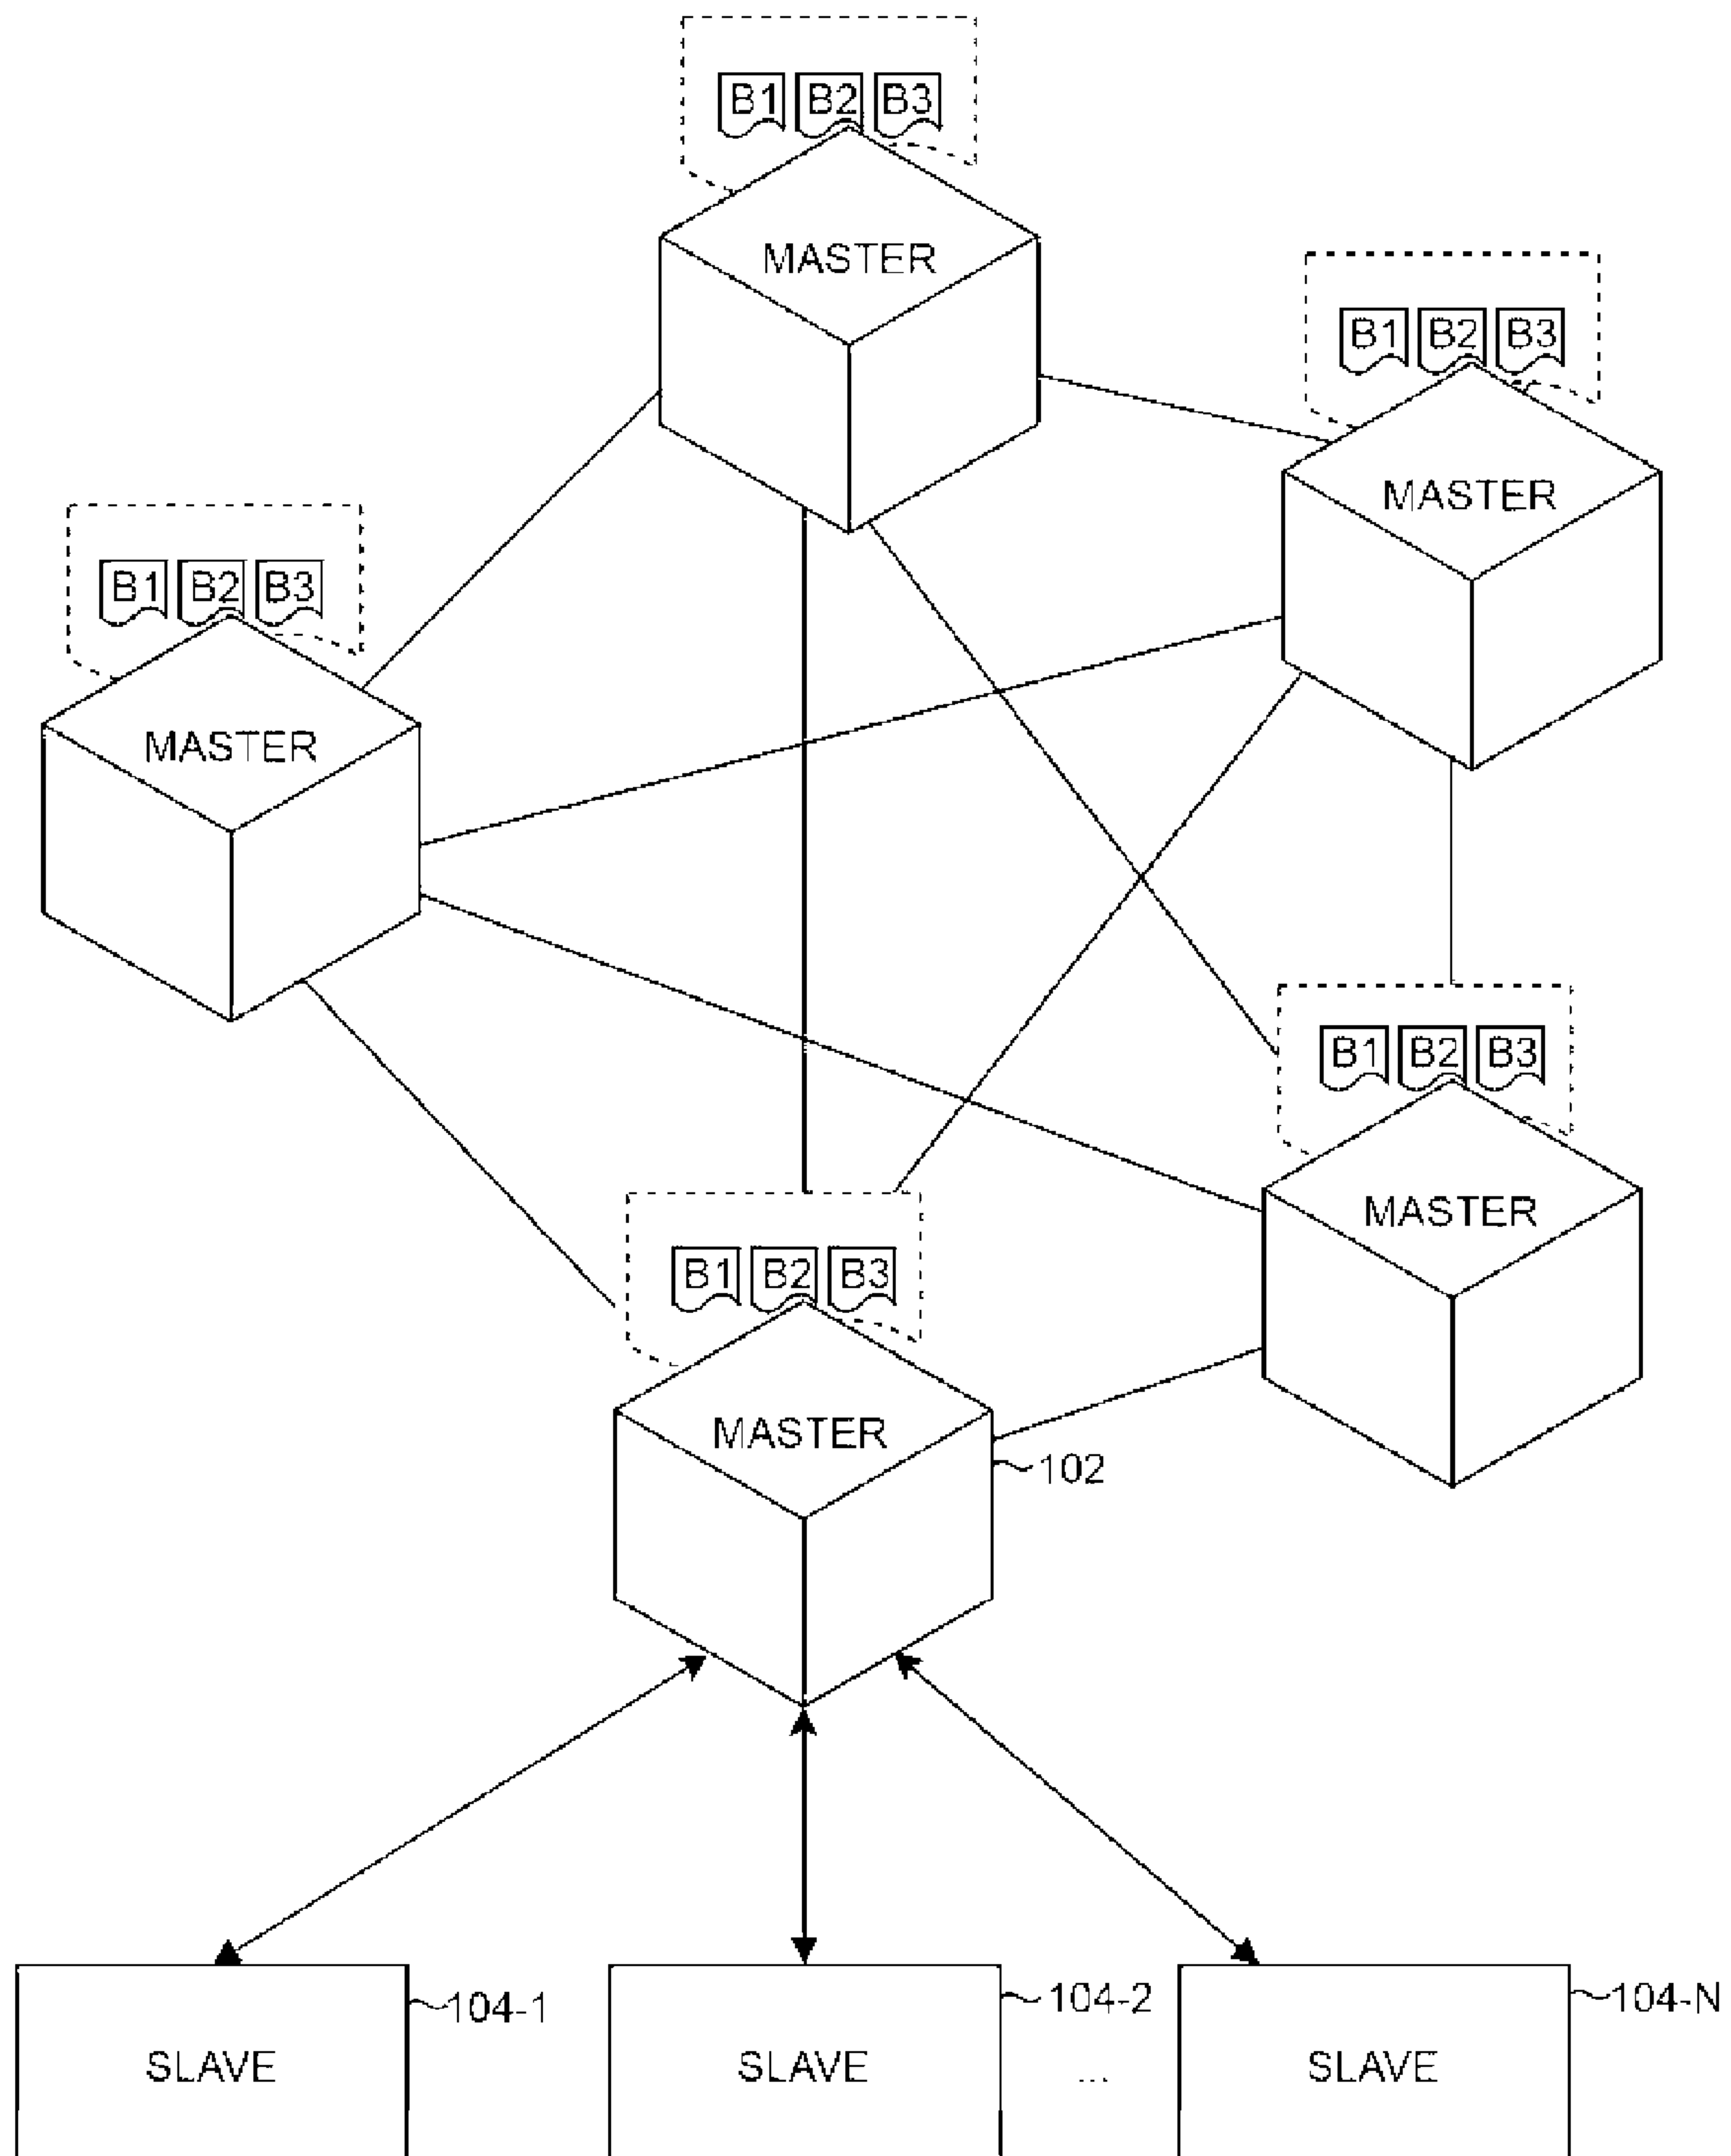 B1 B2 B3
MASTER
B1 B2 B3
MASTER
B1 B2 B3
MASTER
B1 B2 B3
MASTER
B1 B2 B3
MASTER
102
104-1
104-2
104-N
SLAVE
SLAVE
...
SLAVE